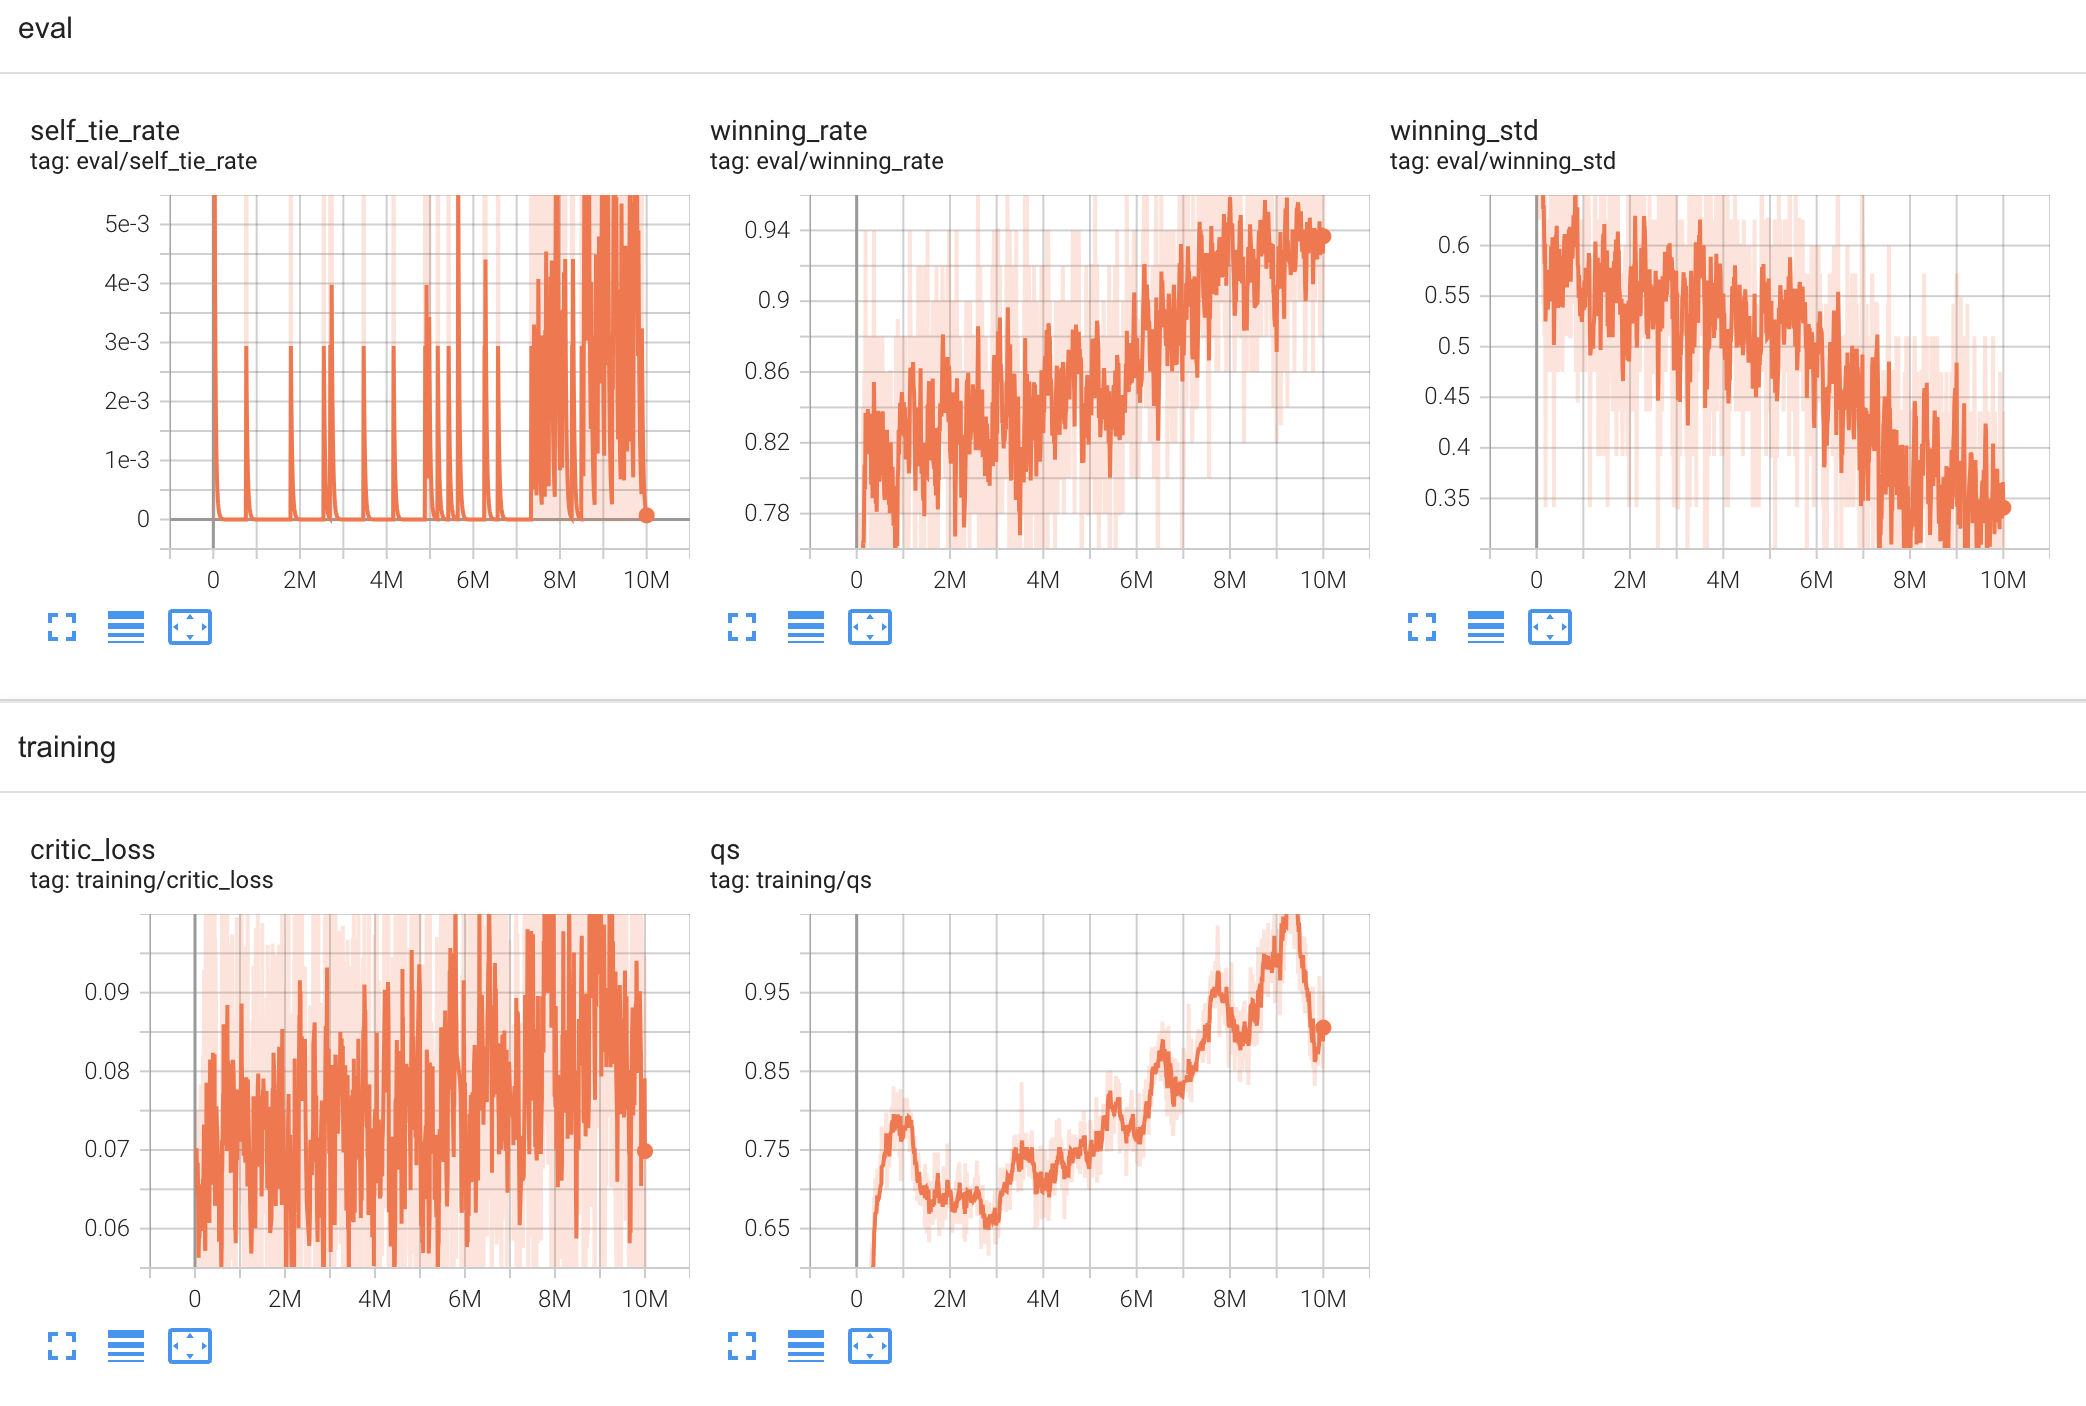 eval
self_tie_rate
tag: eval/self_tie_rate
5e-3
4e-3
3e-3
2e-3
1e-3
0
0 2M 4M 6M 8M 10M
winning_rate
tag: eval/winning_rate
0.94
0.9
0.86
0.82
0.78
0 2M 4M 6M 8M 10M
winning_std
tag: eval/winning_std
0.6
0.55
0.5
0.45
0.4
0.35
0 2M 4M 6M 8M 10M
training
critic_loss
tag: training/critic_loss
0.09
0.08
0.07
0.06
0 2M 4M 6M 8M 10M
qs
tag: training/qs
0.95
0.85
0.75
0.65
0 2M 4M 6M 8M 10M